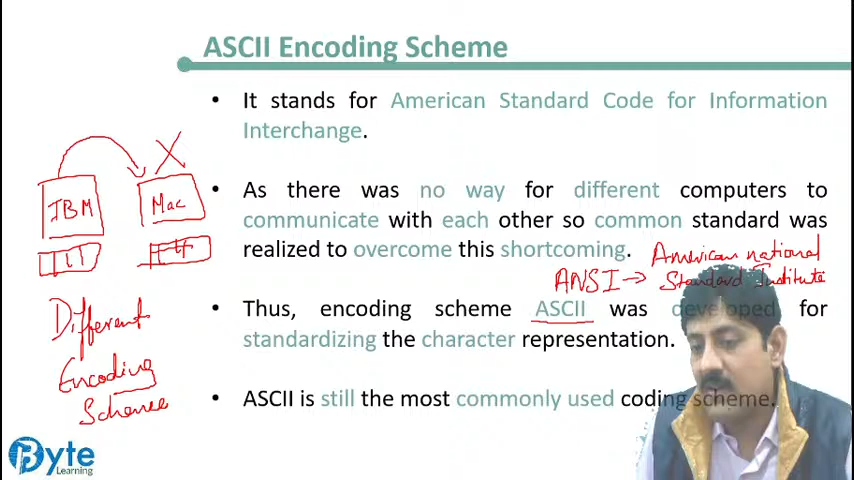 ASCII Encoding Scheme
• It stands for American Standard Code for Information
Interchange.
• As there was no way for different computers to
communicate with each other so common standard was
realized to overcome this shortcoming.
American national
ANSI → Standard Institute
• Thus, encoding scheme ASCII was developed for
standardizing the character representation.
• ASCII is still the most commonly used coding scheme.
IBM
Mac
Different
Encoding
Scheme
Byte
Learning